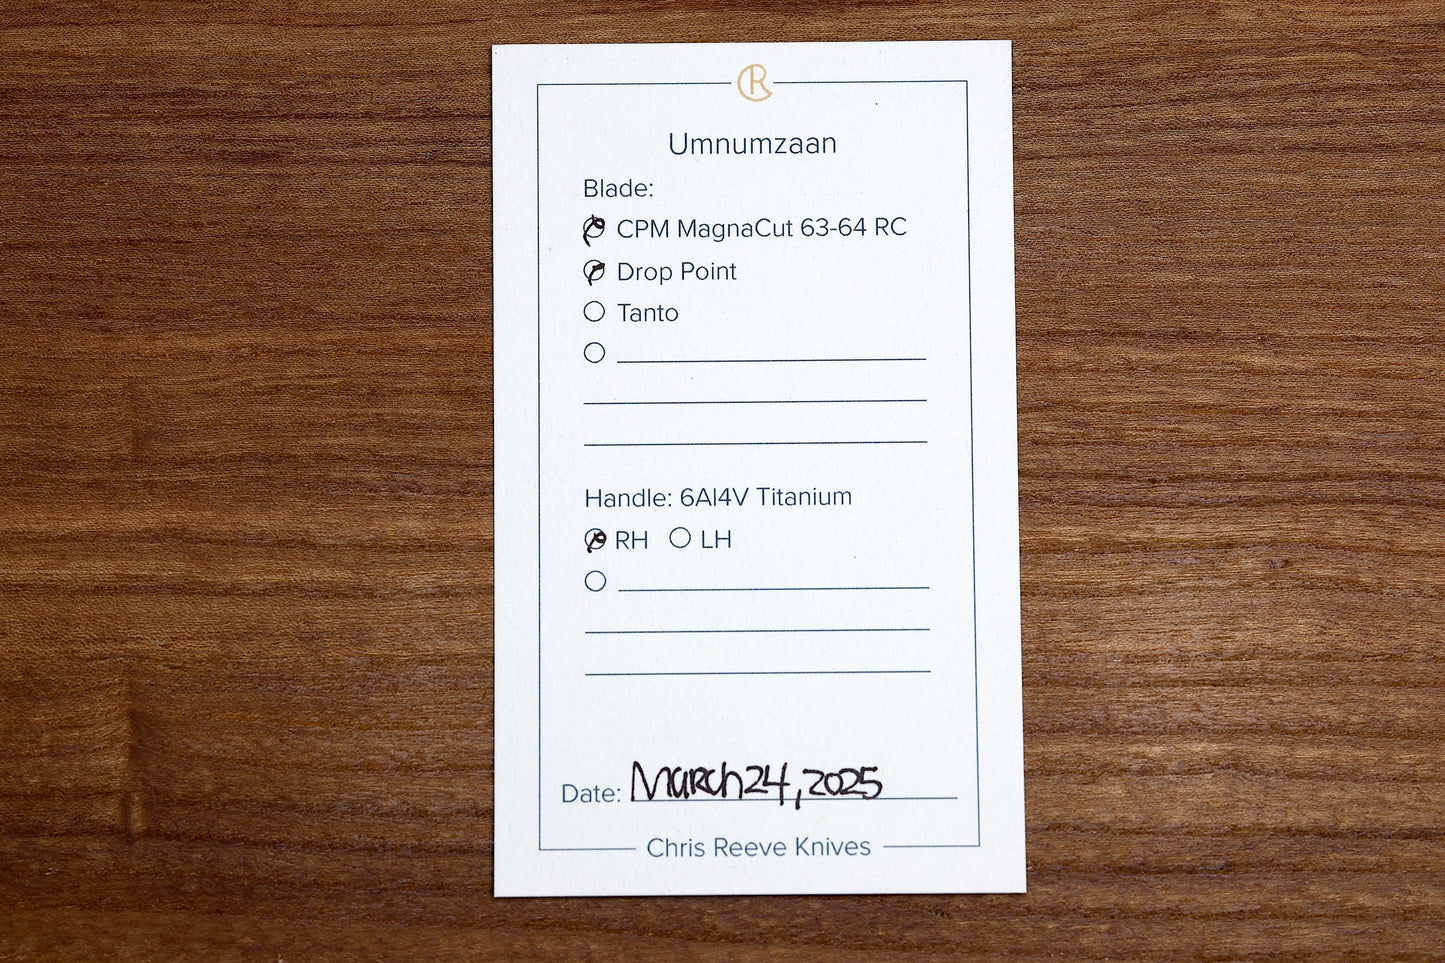 CR
Umnumzaan
Blade:
CPM MagnaCut 63-64 RC
Drop Point
Tanto
Handle: 6Al4V Titanium
RH LH
Date: March 24, 2025
Chris Reeve Knives